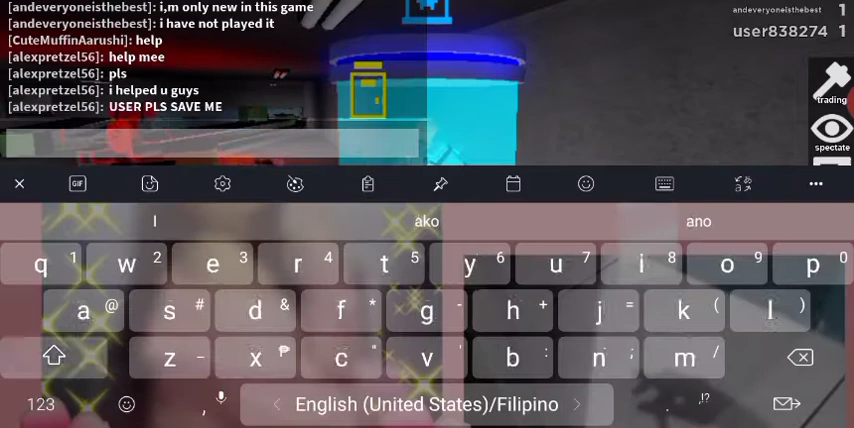 [andeveryoneisthebest]: i,m only new in this game
[andeveryoneisthebest]: i have not played it
[CuteMuffinAarushi]: help
[alexpretzel56]: help mee
[alexpretzel56]: pls
[alexpretzel56]: i helped u guys
[alexpretzel56]: USER PLS SAVE ME
andeveryoneisthebest 1
user838274 1
trading
spectate
GIF
I ako ano
q 1 w 2 e 3 r 4 t 5 y 6 u 7 i 8 o 9 p 0
a @ s # d & f * g - h + j = k ( l )
z _ x ₱ c " v ' b : n ; m /
123 , < English (United States)/Filipino > . ,!?